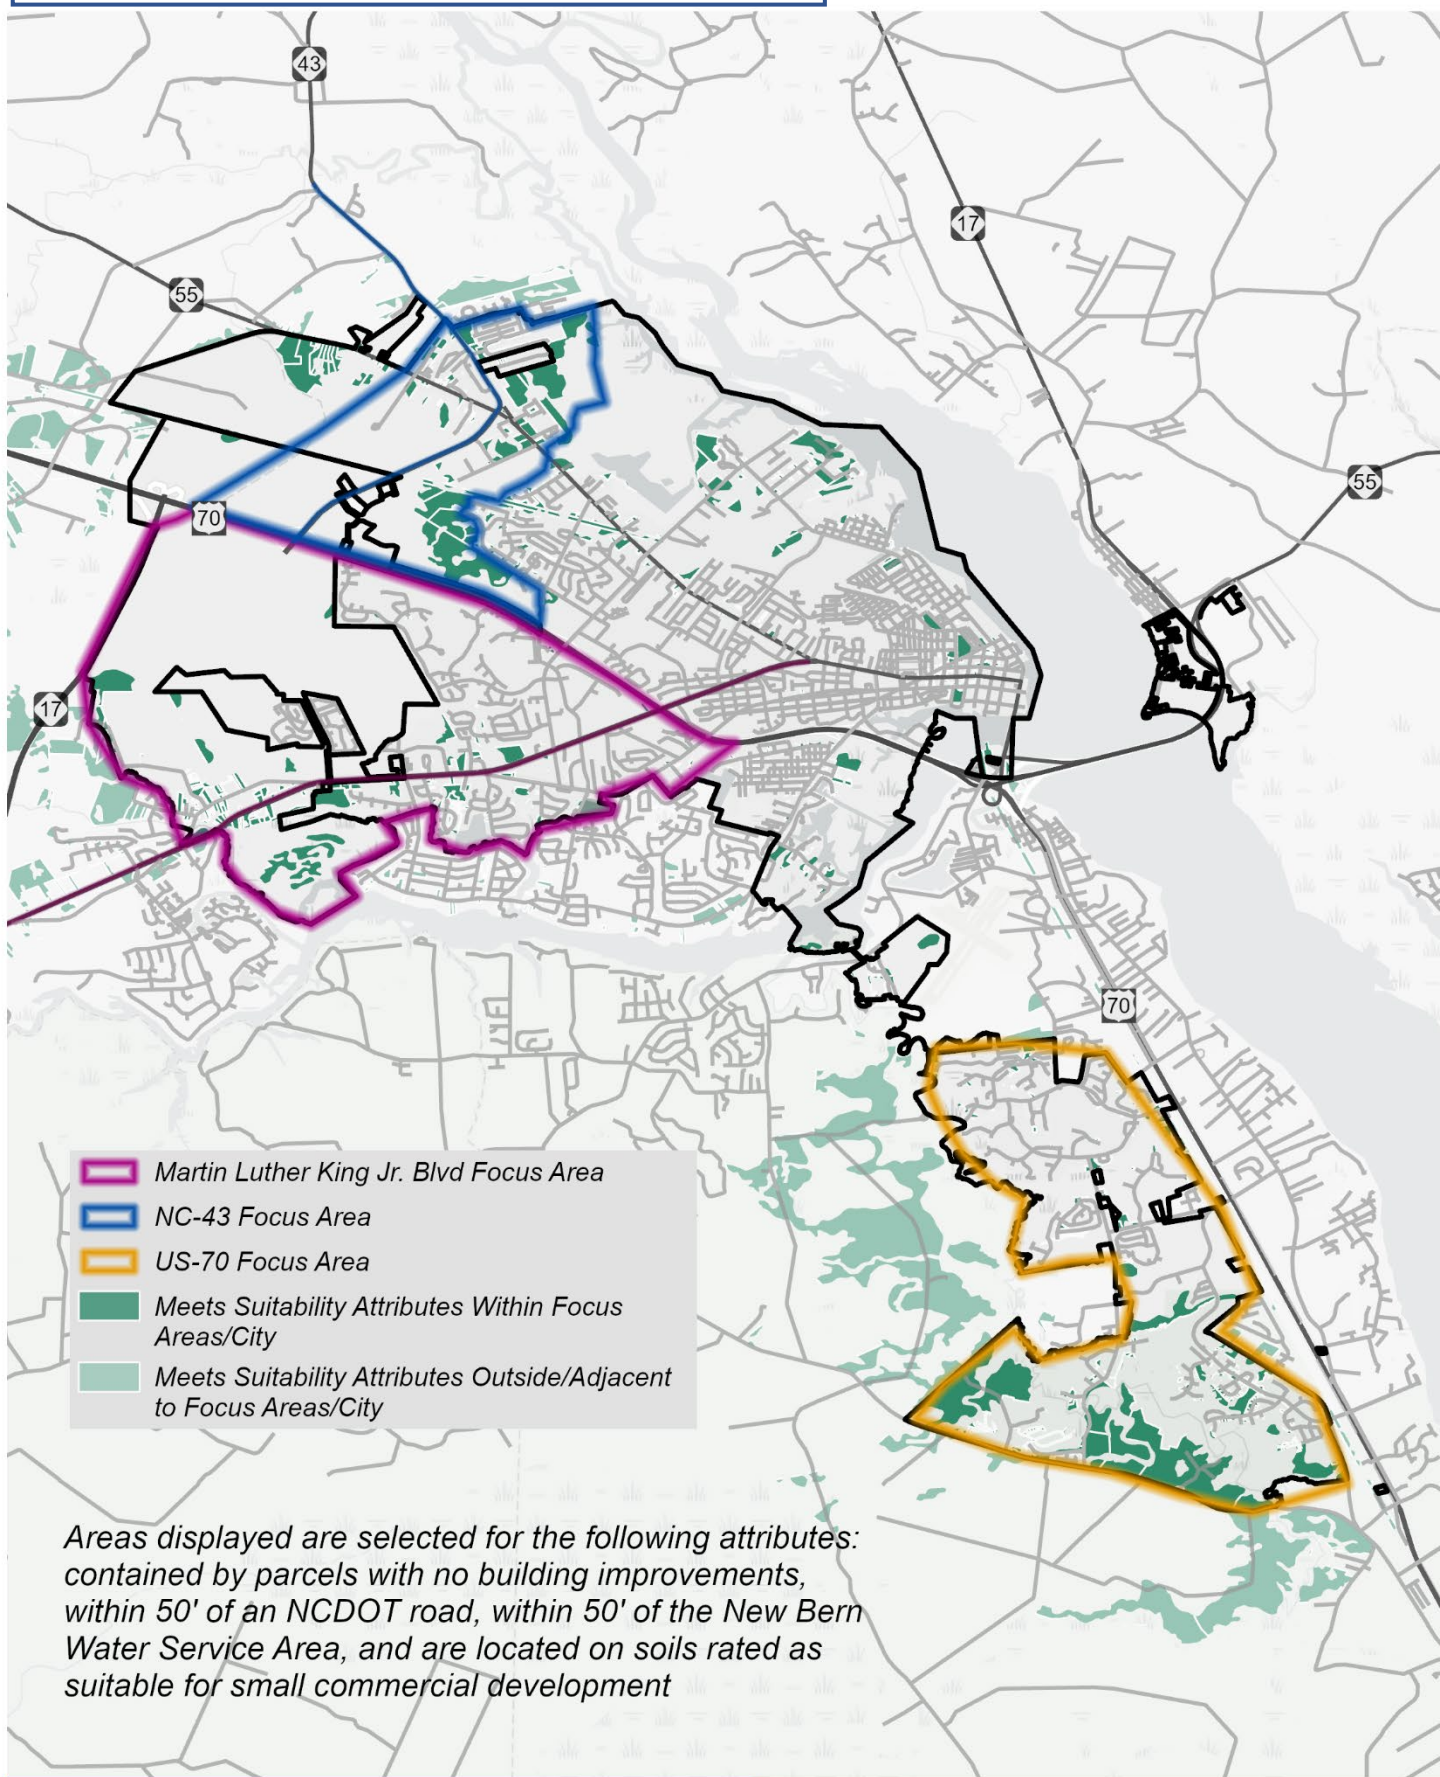 43
17
55
55
70
17
70
Martin Luther King Jr. Blvd Focus Area
NC-43 Focus Area
US-70 Focus Area
Meets Suitability Attributes Within Focus
Areas/City
Meets Suitability Attributes Outside/Adjacent
to Focus Areas/City
Areas displayed are selected for the following attributes:
contained by parcels with no building improvements,
within 50' of an NCDOT road, within 50' of the New Bern
Water Service Area, and are located on soils rated as
suitable for small commercial development